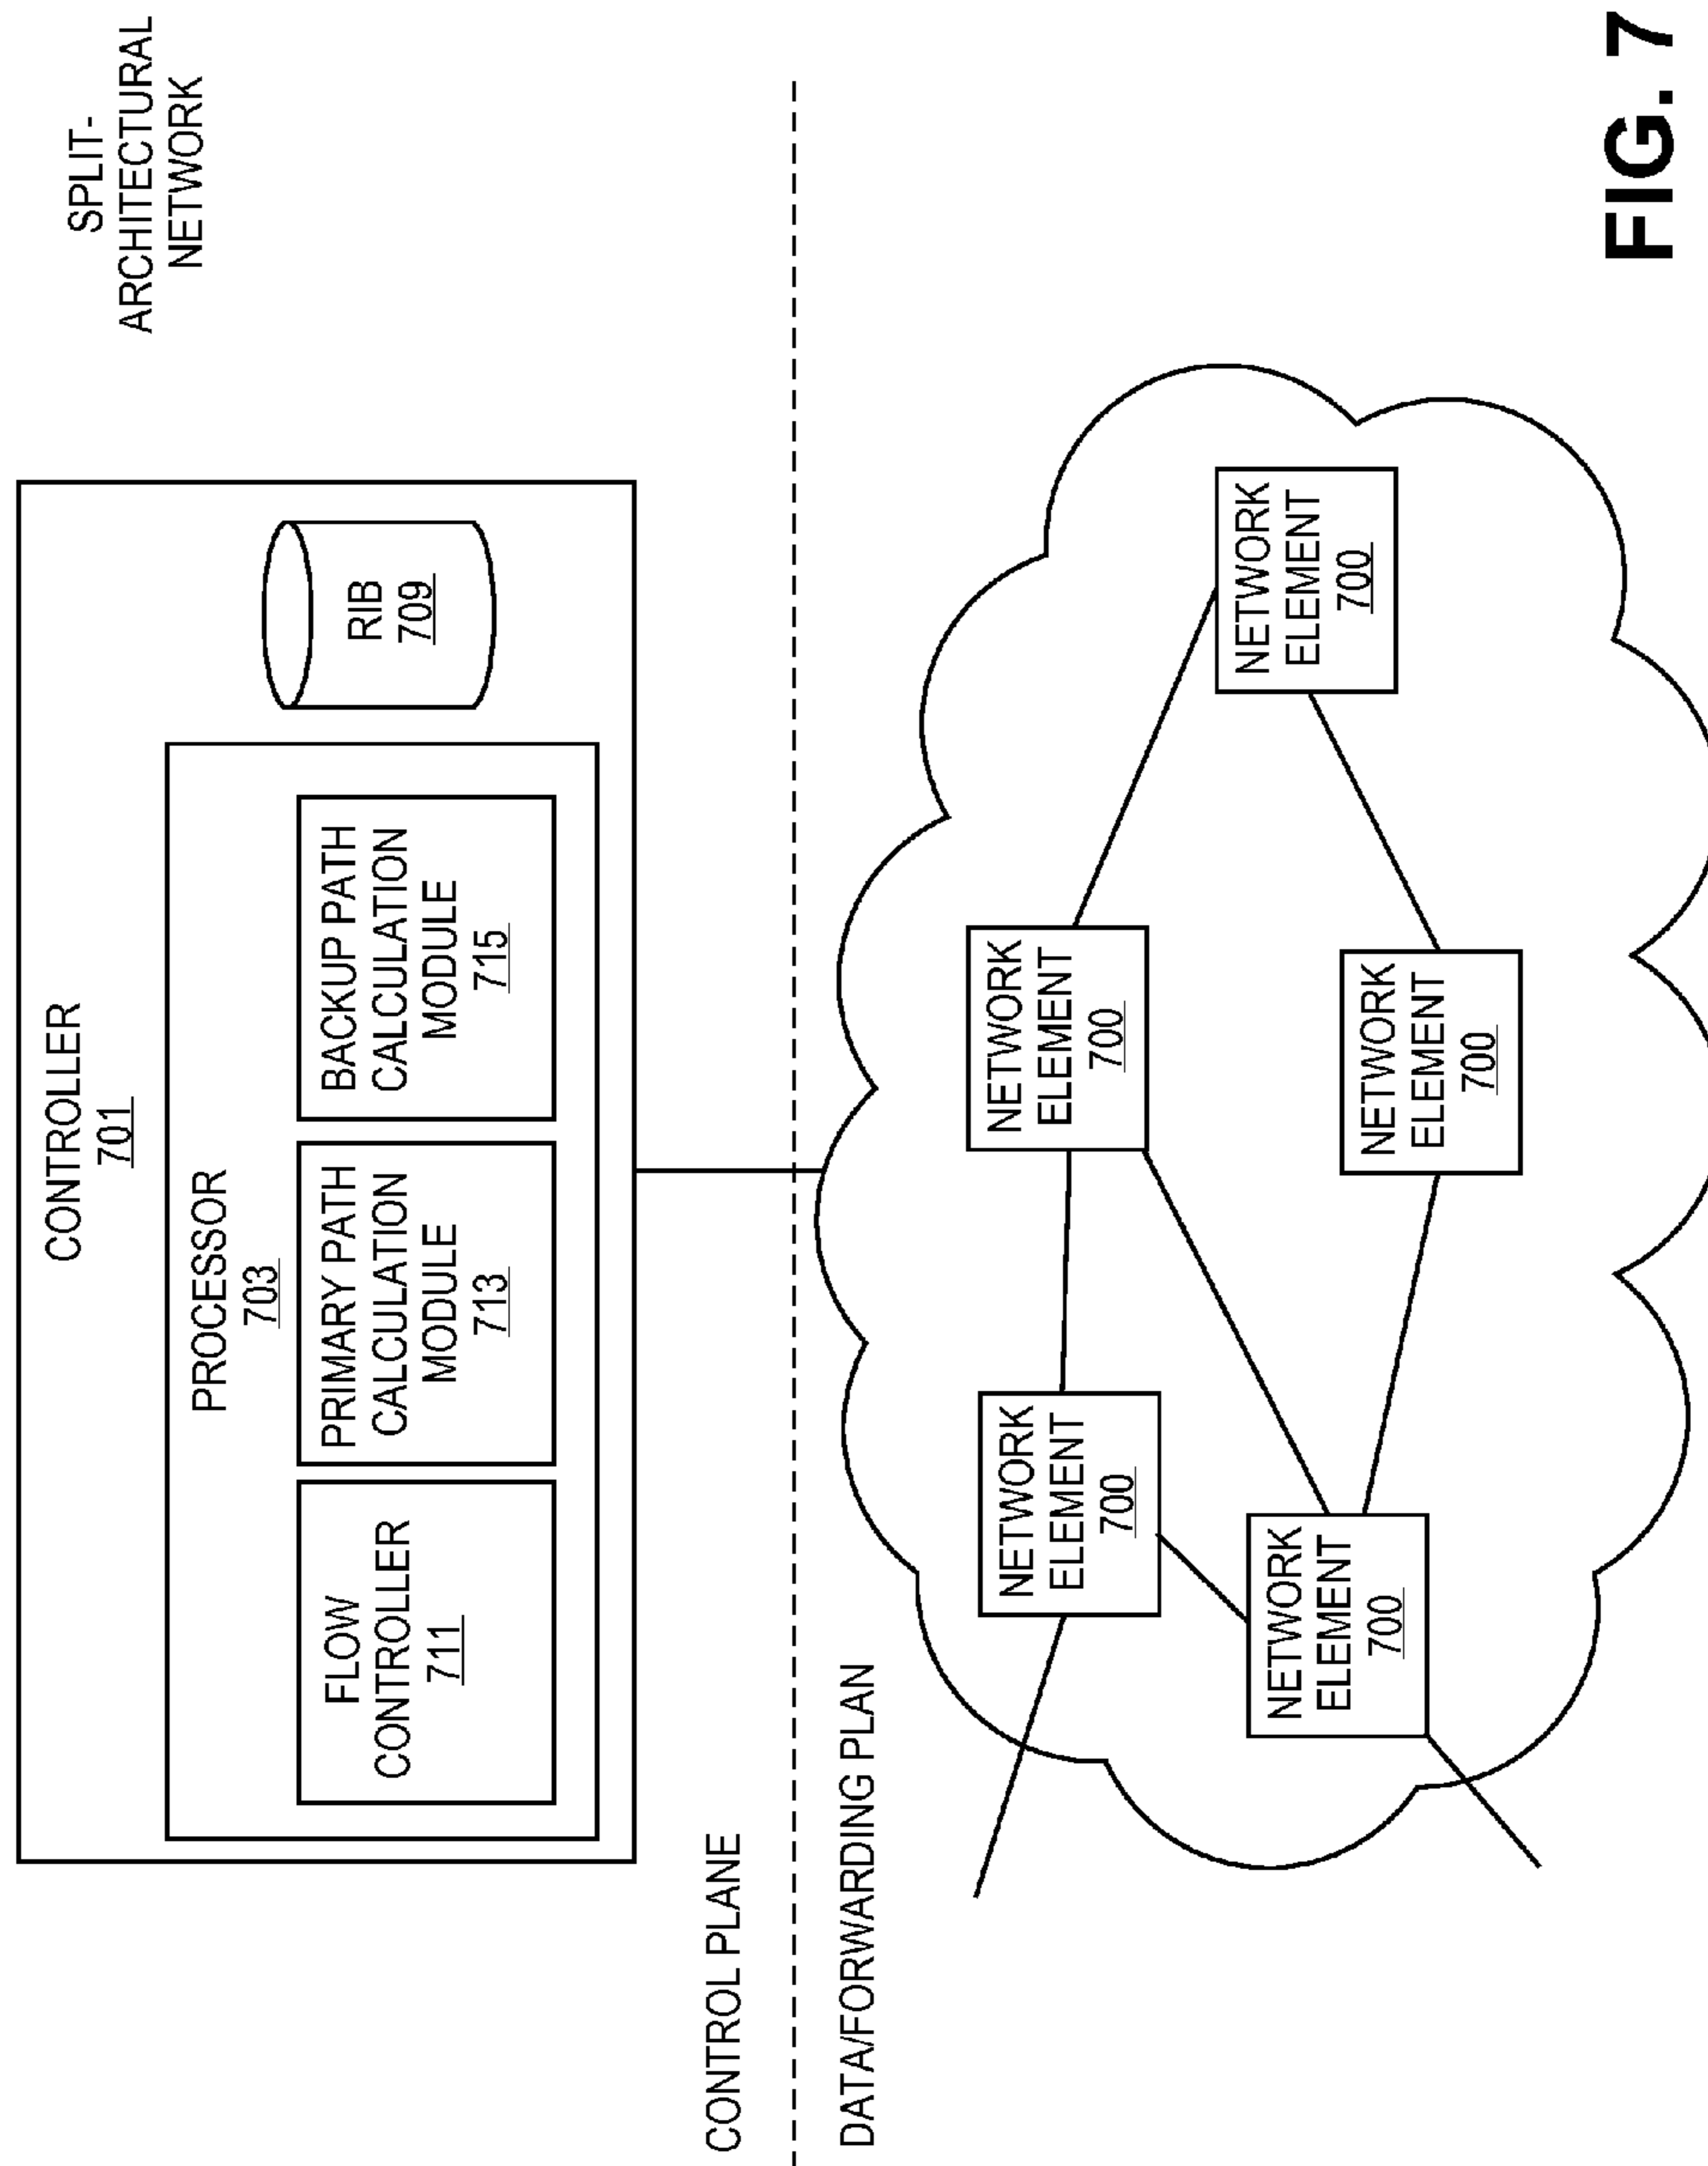 SPLIT-
ARCHITECTURAL
NETWORK
CONTROLLER
701
PROCESSOR
703
FLOW
CONTROLLER
711
PRIMARY PATH
CALCULATION
MODULE
713
BACKUP PATH
CALCULATION
MODULE
715
RIB
709
CONTROL PLANE
DATA/FORWARDING PLAN
NETWORK
ELEMENT
700
NETWORK
ELEMENT
700
NETWORK
ELEMENT
700
NETWORK
ELEMENT
700
NETWORK
ELEMENT
700
FIG. 7